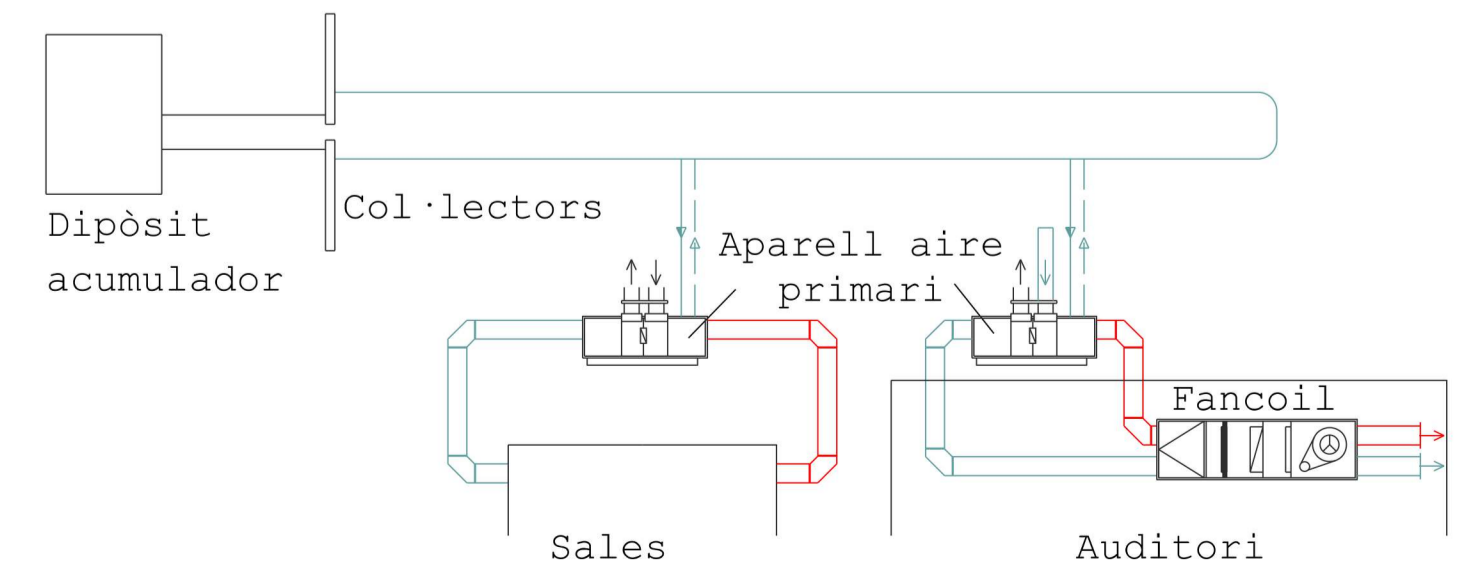 Dipòsit
acumulador
Col·lectors
Aparell aire
primari
Fancoil
Sales
Auditori